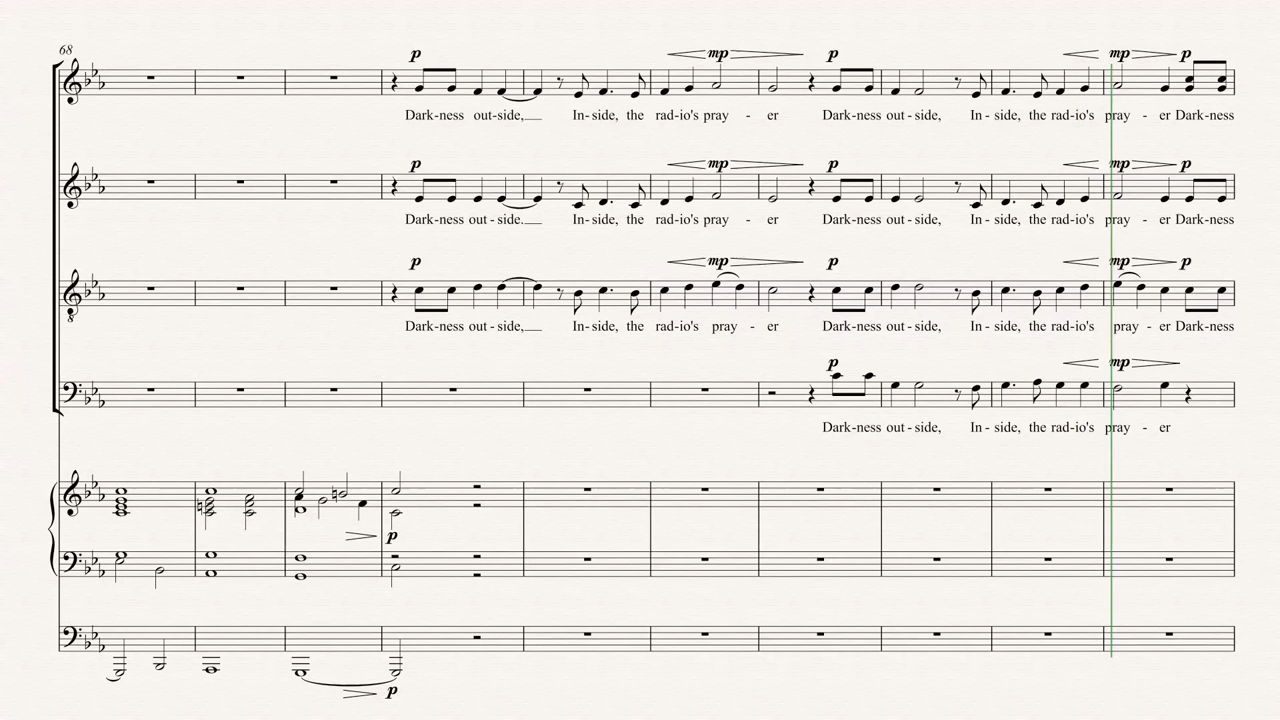 68
p mp p mp p
Dark-ness out-side, In-side, the rad-io's pray - er Dark-ness out-side, In-side, the rad-io's pray - er Dark-ness
p mp p mp p
Dark-ness out-side. In-side, the rad-io's pray - er Dark-ness out-side, In-side, the rad-io's pray - er Dark-ness
p mp p mp p
8
Dark-ness out-side, In-side, the rad-io's pray - er Dark-ness out-side, In-side, the rad-io's pray - er Dark-ness
p mp
Dark-ness out-side, In-side, the rad-io's pray - er
p
p